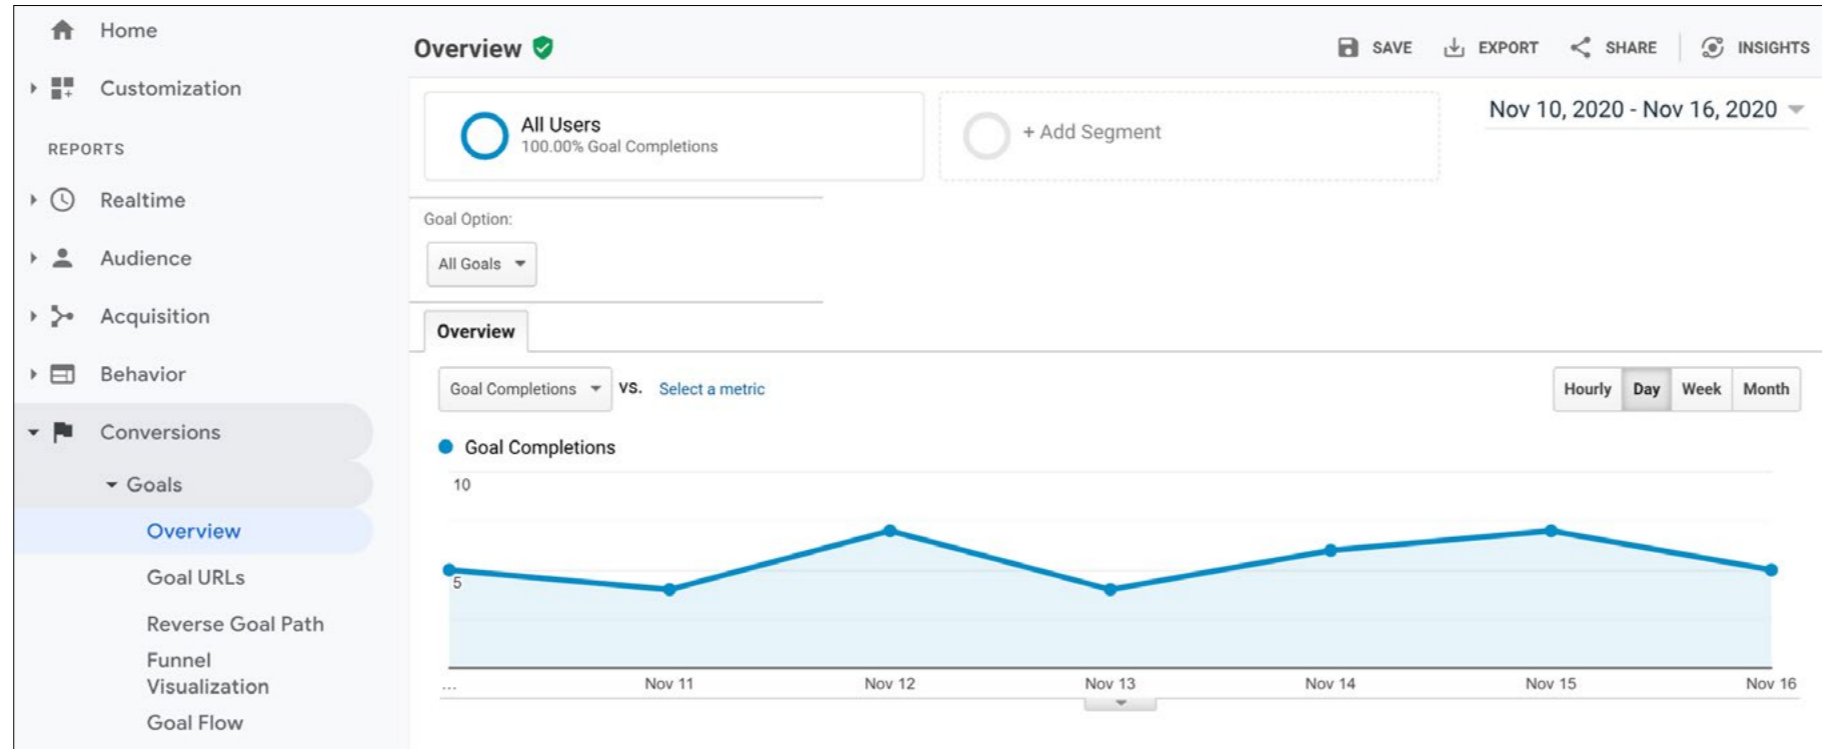 Home
Customization
REPORTS
Realtime
Audience
Acquisition
Behavior
Conversions
Goals
Overview
Goal URLs
Reverse Goal Path
Funnel
Visualization
Goal Flow
Overview
SAVE EXPORT SHARE INSIGHTS
All Users
100.00% Goal Completions
+ Add Segment
Nov 10, 2020 - Nov 16, 2020
Goal Option:
All Goals
Overview
Goal Completions VS. Select a metric
Hourly Day Week Month
Goal Completions
10
5
... Nov 11 Nov 12 Nov 13 Nov 14 Nov 15 Nov 16